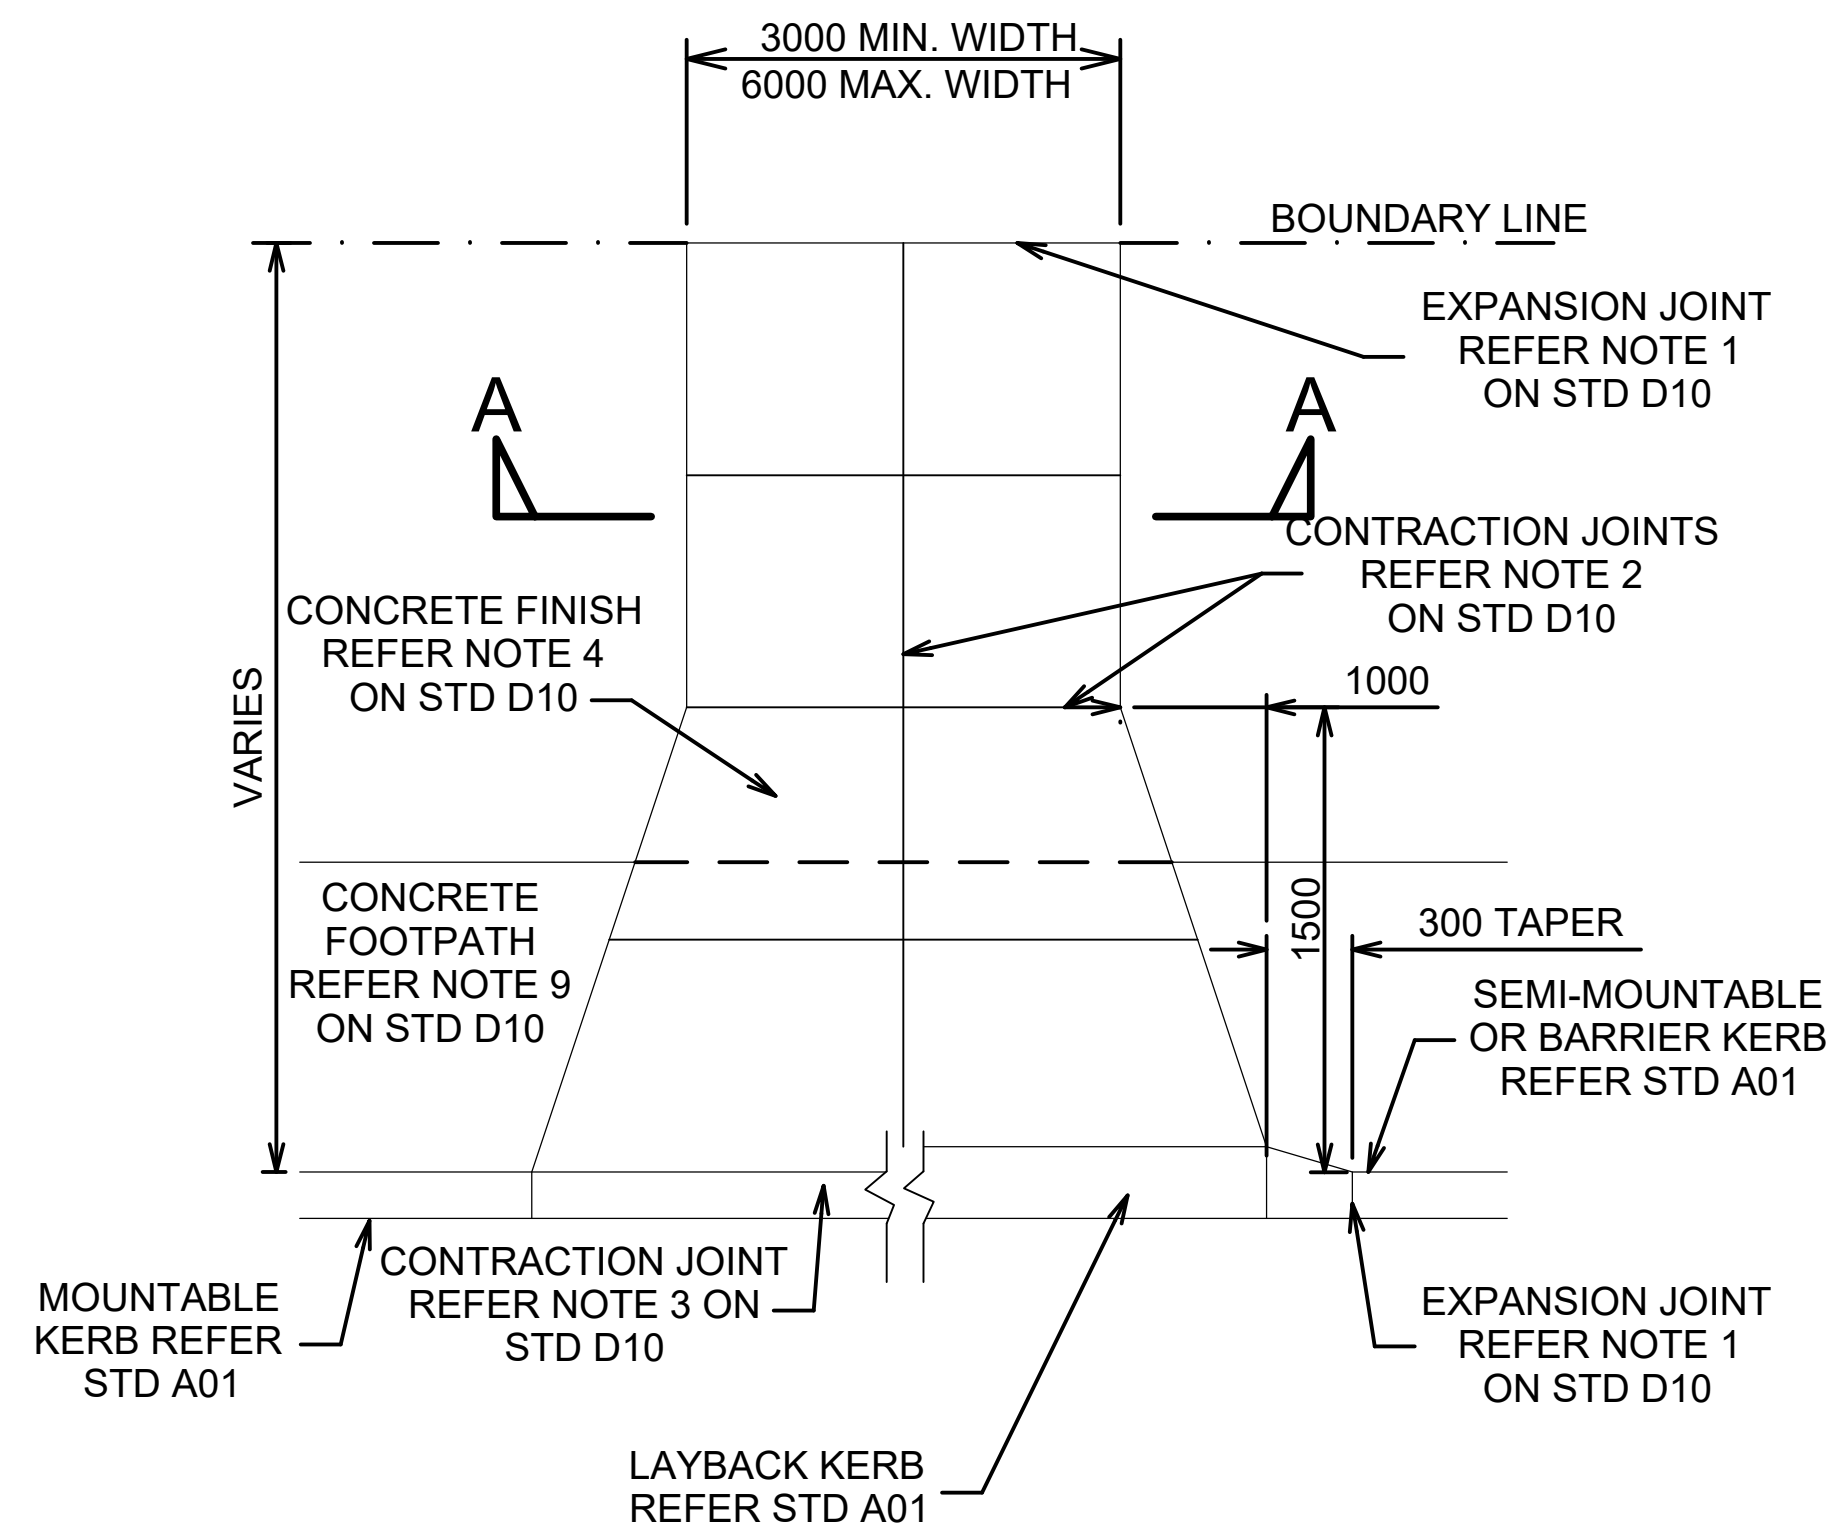 3000 MIN. WIDTH
6000 MAX. WIDTH
BOUNDARY LINE
EXPANSION JOINT
REFER NOTE 1
ON STD D10
A
A
CONTRACTION JOINTS
REFER NOTE 2
ON STD D10
CONCRETE FINISH
REFER NOTE 4
ON STD D10
1000
VARIES
CONCRETE
FOOTPATH
REFER NOTE 9
ON STD D10
1500
300 TAPER
SEMI-MOUNTABLE
OR BARRIER KERB
REFER STD A01
MOUNTABLE
KERB REFER
STD A01
CONTRACTION JOINT
REFER NOTE 3 ON
STD D10
EXPANSION JOINT
REFER NOTE 1
ON STD D10
LAYBACK KERB
REFER STD A01